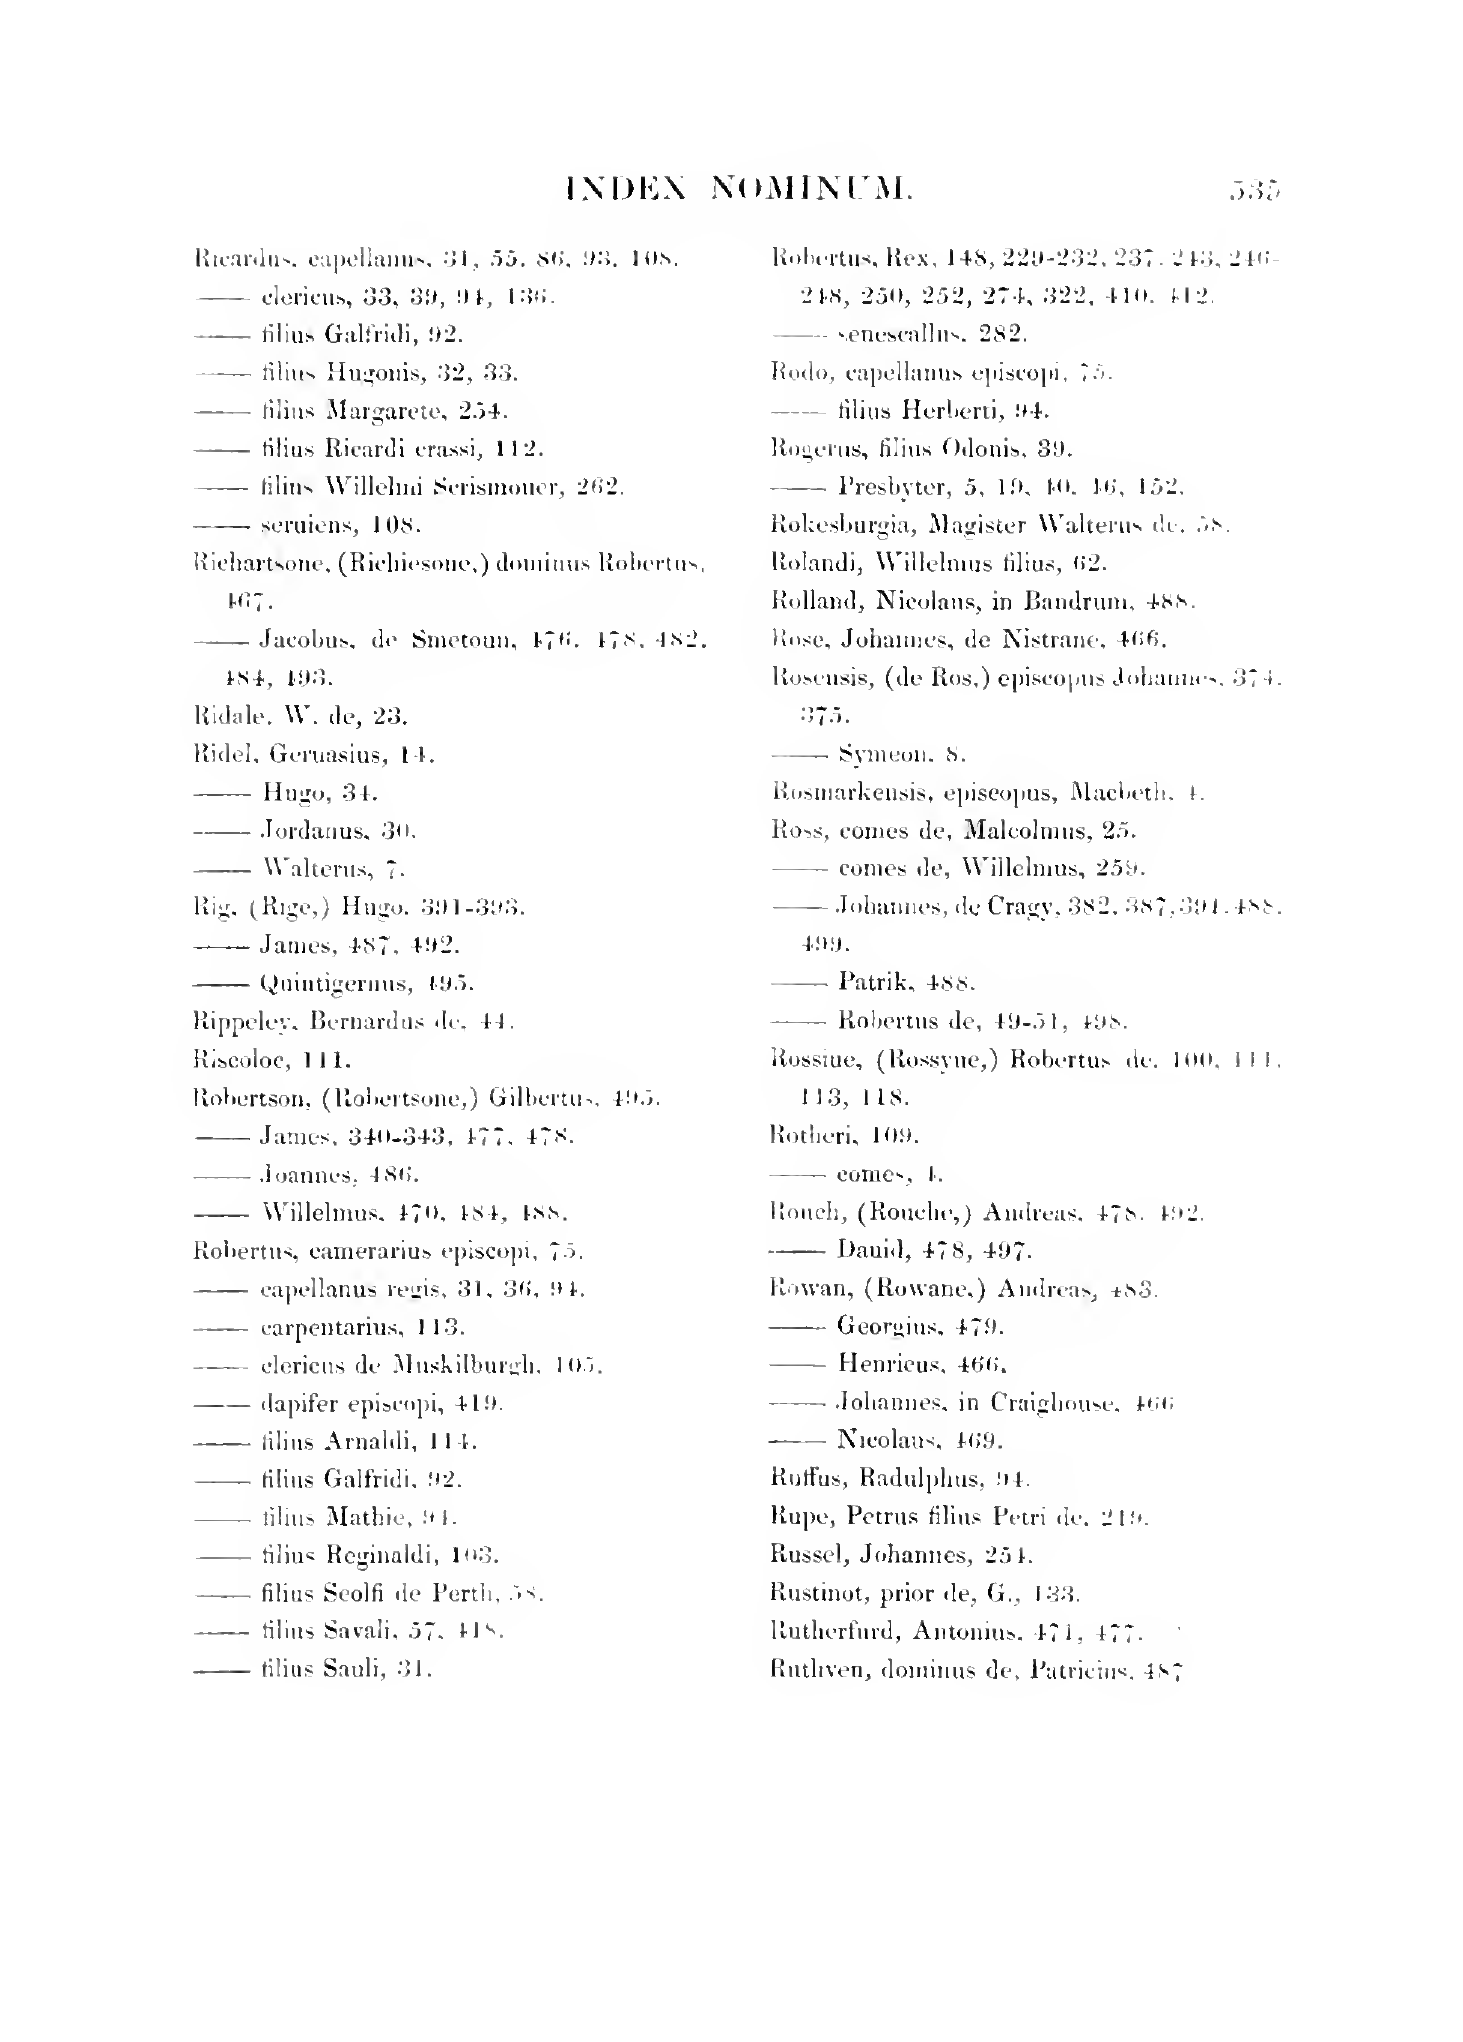 INDEX NOMINUM. 535
Ricardus, capellanus, 31, 55, 86, 93, 108.
—— clericus, 33, 39, 94, 136.
—— filius Galfridi, 92.
—— filius Hugonis, 32, 33.
—— filius Margarete, 254.
—— filius Ricardi crassi, 112.
—— filius Willelmi Scrismouer, 262.
—— seruiens, 108.
Richartsone, (Richiesone,) dominus Robertus,
467.
—— Jacobus, de Smetoun, 476, 478, 482,
484, 493.
Ridale, W. de, 23.
Ridel, Geruasius, 14.
—— Hugo, 34.
—— Jordanus, 30.
—— Walterus, 7.
Rig, (Rige,) Hugo, 391-393.
—— James, 487, 492.
—— Quintigernus, 495.
Rippeley, Bernardus de, 44.
Riscoloc, 111.
Robertson, (Robertsone,) Gilbertus, 495.
—— James, 340-343, 477, 478.
—— Joannes, 486.
—— Willelmus, 470, 484, 488.
Robertus, camerarius episcopi, 75.
—— capellanus regis, 31, 36, 94.
—— carpentarius, 113.
—— clericus de Muskilburgh, 105.
—— dapifer episcopi, 419.
—— filius Arnaldi, 114.
—— filius Galfridi, 92.
—— filius Mathie, 94.
—— filius Reginaldi, 103.
—— filius Seolfi de Perth, 58.
—— filius Savali, 57, 418.
—— filius Sauli, 31.
Robertus, Rex, 148, 229-232, 237, 243, 246-
248, 250, 252, 274, 322, 410, 412.
—— senescallus, 282.
Rodo, capellanus episcopi, 75.
—— filius Herberti, 94.
Rogerus, filius Odonis, 39.
—— Presbyter, 5, 19, 40, 46, 152.
Rokesburgia, Magister Walterus de, 58.
Rolandi, Willelmus filius, 62.
Rolland, Nicolaus, in Bandrum, 488.
Rose, Johannes, de Nistrane, 466.
Rosensis, (de Ros,) episcopus Johannes, 374,
375.
—— Symeon, 8.
Rosmarkensis, episcopus, Macbeth, 4.
Ross, comes de, Malcolmus, 25.
—— comes de, Willelmus, 259.
—— Johannes, de Cragy, 382, 387, 391, 488,
499.
—— Patrik, 488.
—— Robertus de, 49-51, 498.
Rossiue, (Rossyne,) Robertus de, 100, 111,
113, 118.
Rotheri, 109.
—— comes, 4.
Rouch, (Rouche,) Andreas, 478, 492.
—— Dauid, 478, 497.
Rowan, (Rowane,) Andreas, 483.
—— Georgius, 479.
—— Henricus, 466.
—— Johannes, in Craighouse, 466
—— Nicolaus, 469.
Ruffus, Radulphus, 94.
Rupe, Petrus filius Petri de, 219.
Russel, Johannes, 254.
Rustinot, prior de, G., 133.
Rutherfurd, Antonius, 471, 477.
Ruthven, dominus de, Patricius, 487